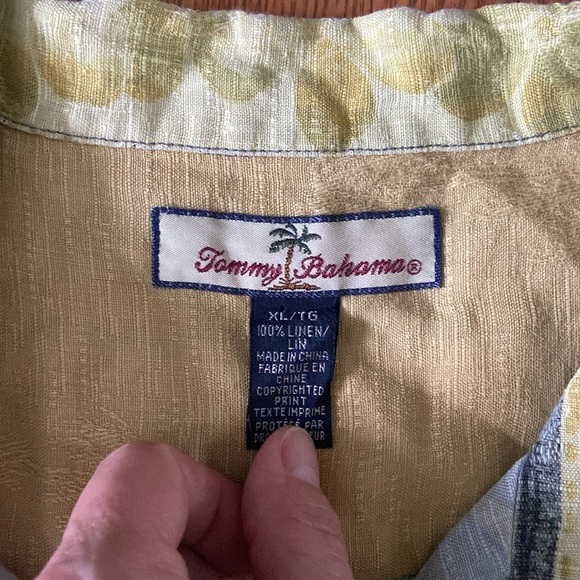 Tommy Bahama®
XL/TG
100% LINEN/
LIN
MADE IN CHINA
FABRIQUE EN
CHINE
COPYRIGHTED
PRINT
TEXTE IMPRIME
PROTÉGÉ PAR